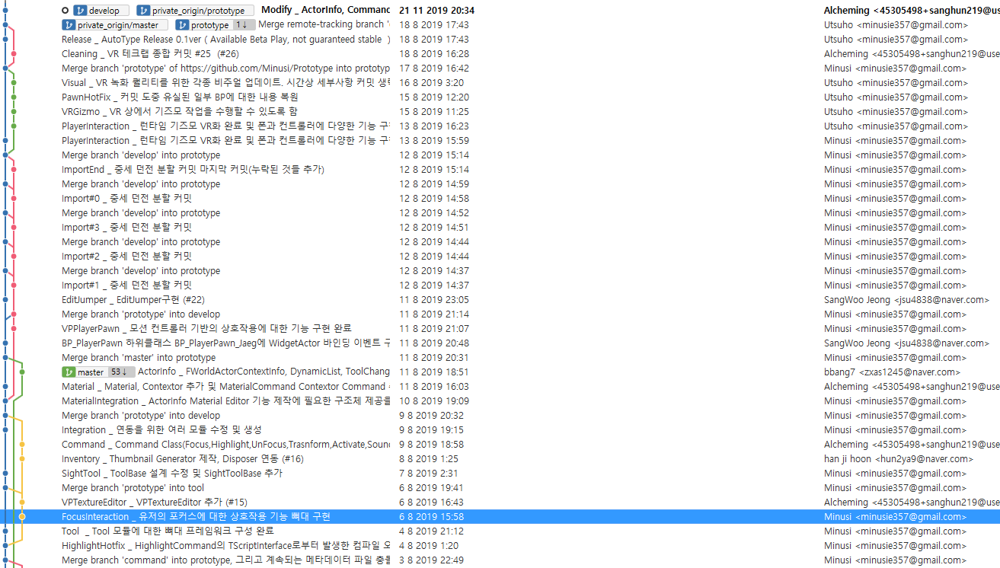 develop private_origin/prototype Modify _ ActorInfo, Command 21 11 2019 20:34 Alcheming <45305498+sanghun219@us
private_origin/master prototype 1↓ Merge remote-tracking branch ' 18 8 2019 17:43 Utsuho <minusie357@gmail.com>
Release _ AutoType Release 0.1ver ( Available Beta Play, not guaranteed stable ) 18 8 2019 17:43 Utsuho <minusie357@gmail.com>
Cleaning _ VR 테크랩 종합 커밋 #25 (#26) 18 8 2019 16:28 Alcheming <45305498+sanghun219@use
Merge branch 'prototype' of https://github.com/Minusi/Prototype into prototyp 17 8 2019 16:42 Minusi <minusie357@gmail.com>
Visual _ VR 녹화 퀄리티를 위한 각종 비주얼 업데이트. 시간상 세부사항 커밋 생략 16 8 2019 3:20 Utsuho <minusie357@gmail.com>
PawnHotFix _ 커밋 도중 유실된 일부 BP에 대한 내용 복원 15 8 2019 12:20 Utsuho <minusie357@gmail.com>
VRGizmo _ VR 상에서 기즈모 작업을 수행할 수 있도록 함 15 8 2019 11:25 Utsuho <minusie357@gmail.com>
PlayerInteraction _ 런타임 기즈모 VR화 완료 및 폰과 컨트롤러에 다양한 기능 구현 13 8 2019 16:23 Utsuho <minusie357@gmail.com>
PlayerInteraction _ 런타임 기즈모 VR화 완료 및 폰과 컨트롤러에 다양한 기능 구현 13 8 2019 15:59 Minusi <minusie357@gmail.com>
Merge branch 'develop' into prototype 12 8 2019 15:14 Minusi <minusie357@gmail.com>
ImportEnd _ 중세 던전 분할 커밋 마지막 커밋(누락된 것들 추가) 12 8 2019 15:14 Minusi <minusie357@gmail.com>
Merge branch 'develop' into prototype 12 8 2019 14:59 Minusi <minusie357@gmail.com>
Import#0 _ 중세 던전 분할 커밋 12 8 2019 14:58 Minusi <minusie357@gmail.com>
Merge branch 'develop' into prototype 12 8 2019 14:52 Minusi <minusie357@gmail.com>
Import#3 _ 중세 던전 분할 커밋 12 8 2019 14:51 Minusi <minusie357@gmail.com>
Merge branch 'develop' into prototype 12 8 2019 14:44 Minusi <minusie357@gmail.com>
Import#2 _ 중세 던전 분할 커밋 12 8 2019 14:44 Minusi <minusie357@gmail.com>
Merge branch 'develop' into prototype 12 8 2019 14:37 Minusi <minusie357@gmail.com>
Import#1 _ 중세 던전 분할 커밋 12 8 2019 14:37 Minusi <minusie357@gmail.com>
EditJumper _ EditJumper구현 (#22) 11 8 2019 23:05 SangWoo Jeong <jsu4838@naver.com>
Merge branch 'prototype' into develop 11 8 2019 21:14 Minusi <minusie357@gmail.com>
VPPlayerPawn _ 모션 컨트롤러 기반의 상호작용에 대한 기능 구현 완료 11 8 2019 21:07 Minusi <minusie357@gmail.com>
BP_PlayerPawn 하위클래스 BP_PlayerPawn_Jaeg에 WidgetActor 바인딩 이벤트 구 11 8 2019 20:48 SangWoo Jeong <jsu4838@naver.com>
Merge branch 'master' into prototype 11 8 2019 20:31 Minusi <minusie357@gmail.com>
master 53↓ ActorInfo _ FWorldActorContextInfo, DynamicList, ToolChang 11 8 2019 18:51 bbang7 <zxas1245@naver.com>
Material _ Material, Contextor 추가 및 MaterialCommand Contextor Command 11 8 2019 16:03 Alcheming <45305498+sanghun219@use
MaterialIntegration _ ActorInfo Material Editor 기능 제작에 필요한 구조체 제공을 10 8 2019 19:09 Minusi <minusie357@gmail.com>
Merge branch 'prototype' into develop 9 8 2019 20:32 Minusi <minusie357@gmail.com>
Integration _ 연동을 위한 여러 모듈 수정 및 생성 9 8 2019 19:15 Minusi <minusie357@gmail.com>
Command _ Command Class(Focus,Highlight,UnFocus,Trasnform,Activate,Soun 9 8 2019 18:58 Alcheming <45305498+sanghun219@use
Inventory _ Thumbnail Generator 제작, Disposer 연동 (#16) 8 8 2019 1:25 han ji hoon <hun2ya9@naver.com>
SightTool _ ToolBase 설계 수정 및 SightToolBase 추가 7 8 2019 2:31 Minusi <minusie357@gmail.com>
Merge branch 'prototype' into tool 6 8 2019 19:41 Minusi <minusie357@gmail.com>
VPTextureEditor _ VPTextureEditor 추가 (#15) 6 8 2019 16:43 Alcheming <45305498+sanghun219@use
FocusInteraction _ 유저의 포커스에 대한 상호작용 기능 뼈대 구현 6 8 2019 15:58 Minusi <minusie357@gmail.com>
Tool _ Tool 모듈에 대한 뼈대 프레임워크 구성 완료 4 8 2019 21:12 Minusi <minusie357@gmail.com>
HighlightHotfix _ HighlightCommand의 TScriptInterface로부터 발생한 컴파일 오 4 8 2019 1:20 Minusi <minusie357@gmail.com>
Merge branch 'command' into prototype, 그리고 계속되는 메타데이터 파일 충돌 3 8 2019 22:49 Minusi <minusie357@gmail.com>